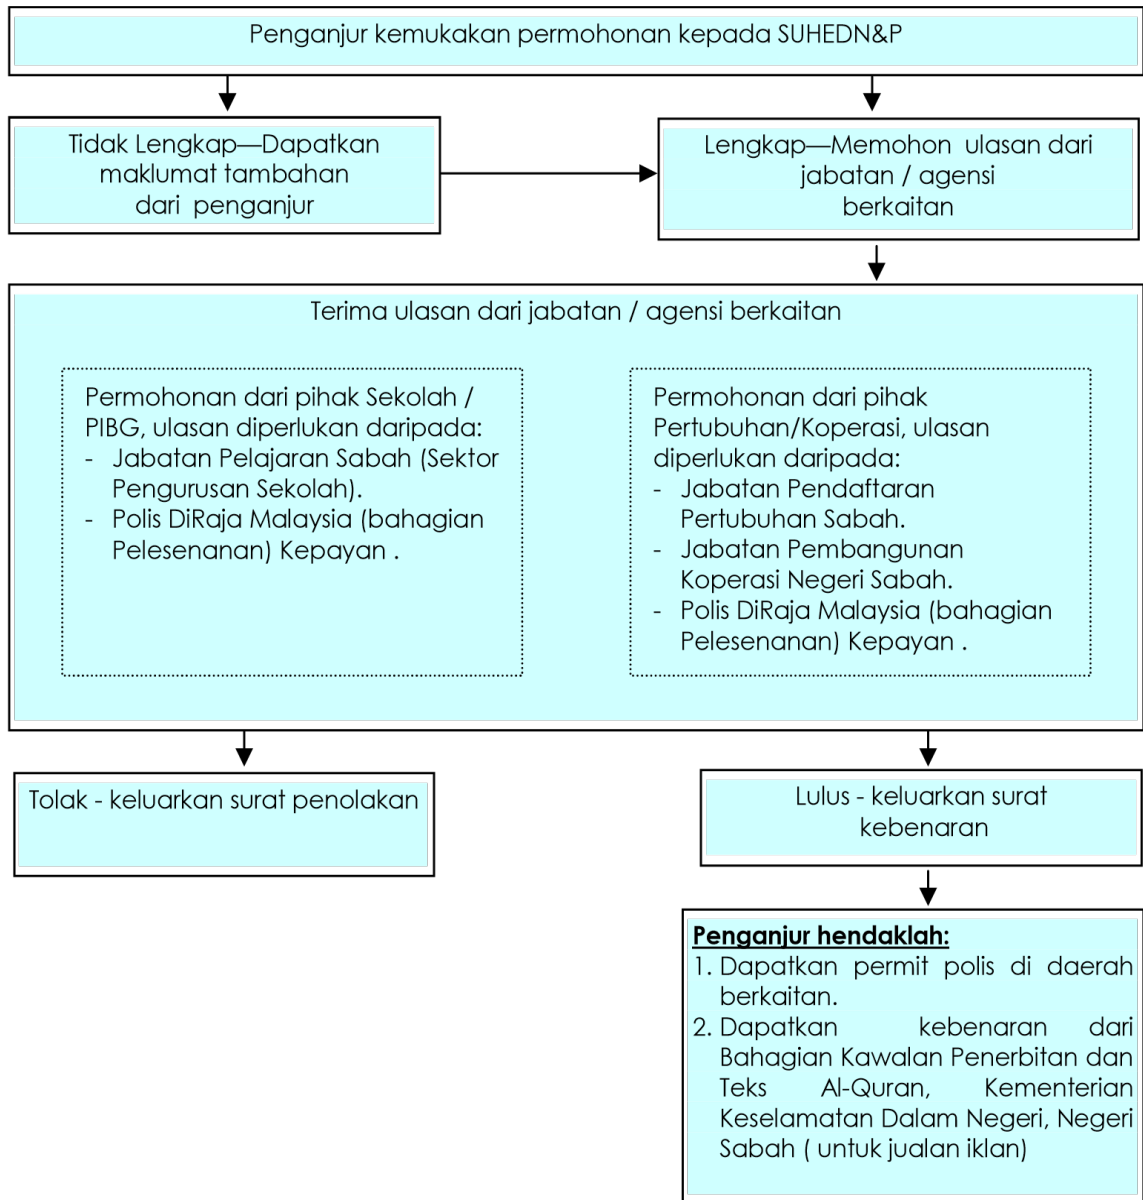 Penganjur kemukakan permohonan kepada SUHEDN&P
Tidak Lengkap—Dapatkan
maklumat tambahan
dari penganjur
Lengkap—Memohon ulasan dari
jabatan / agensi
berkaitan
Terima ulasan dari jabatan / agensi berkaitan
Permohonan dari pihak Sekolah /
PIBG, ulasan diperlukan daripada:
- Jabatan Pelajaran Sabah (Sektor
Pengurusan Sekolah).
- Polis DiRaja Malaysia (bahagian
Pelesenanan) Kepayan .
Permohonan dari pihak
Pertubuhan/Koperasi, ulasan
diperlukan daripada:
- Jabatan Pendaftaran
Pertubuhan Sabah.
- Jabatan Pembangunan
Koperasi Negeri Sabah.
- Polis DiRaja Malaysia (bahagian
Pelesenanan) Kepayan .
Tolak - keluarkan surat penolakan
Lulus - keluarkan surat
kebenaran
Penganjur hendaklah:
1. Dapatkan permit polis di daerah
berkaitan.
2. Dapatkan kebenaran dari
Bahagian Kawalan Penerbitan dan
Teks Al-Quran, Kementerian
Keselamatan Dalam Negeri, Negeri
Sabah ( untuk jualan iklan)